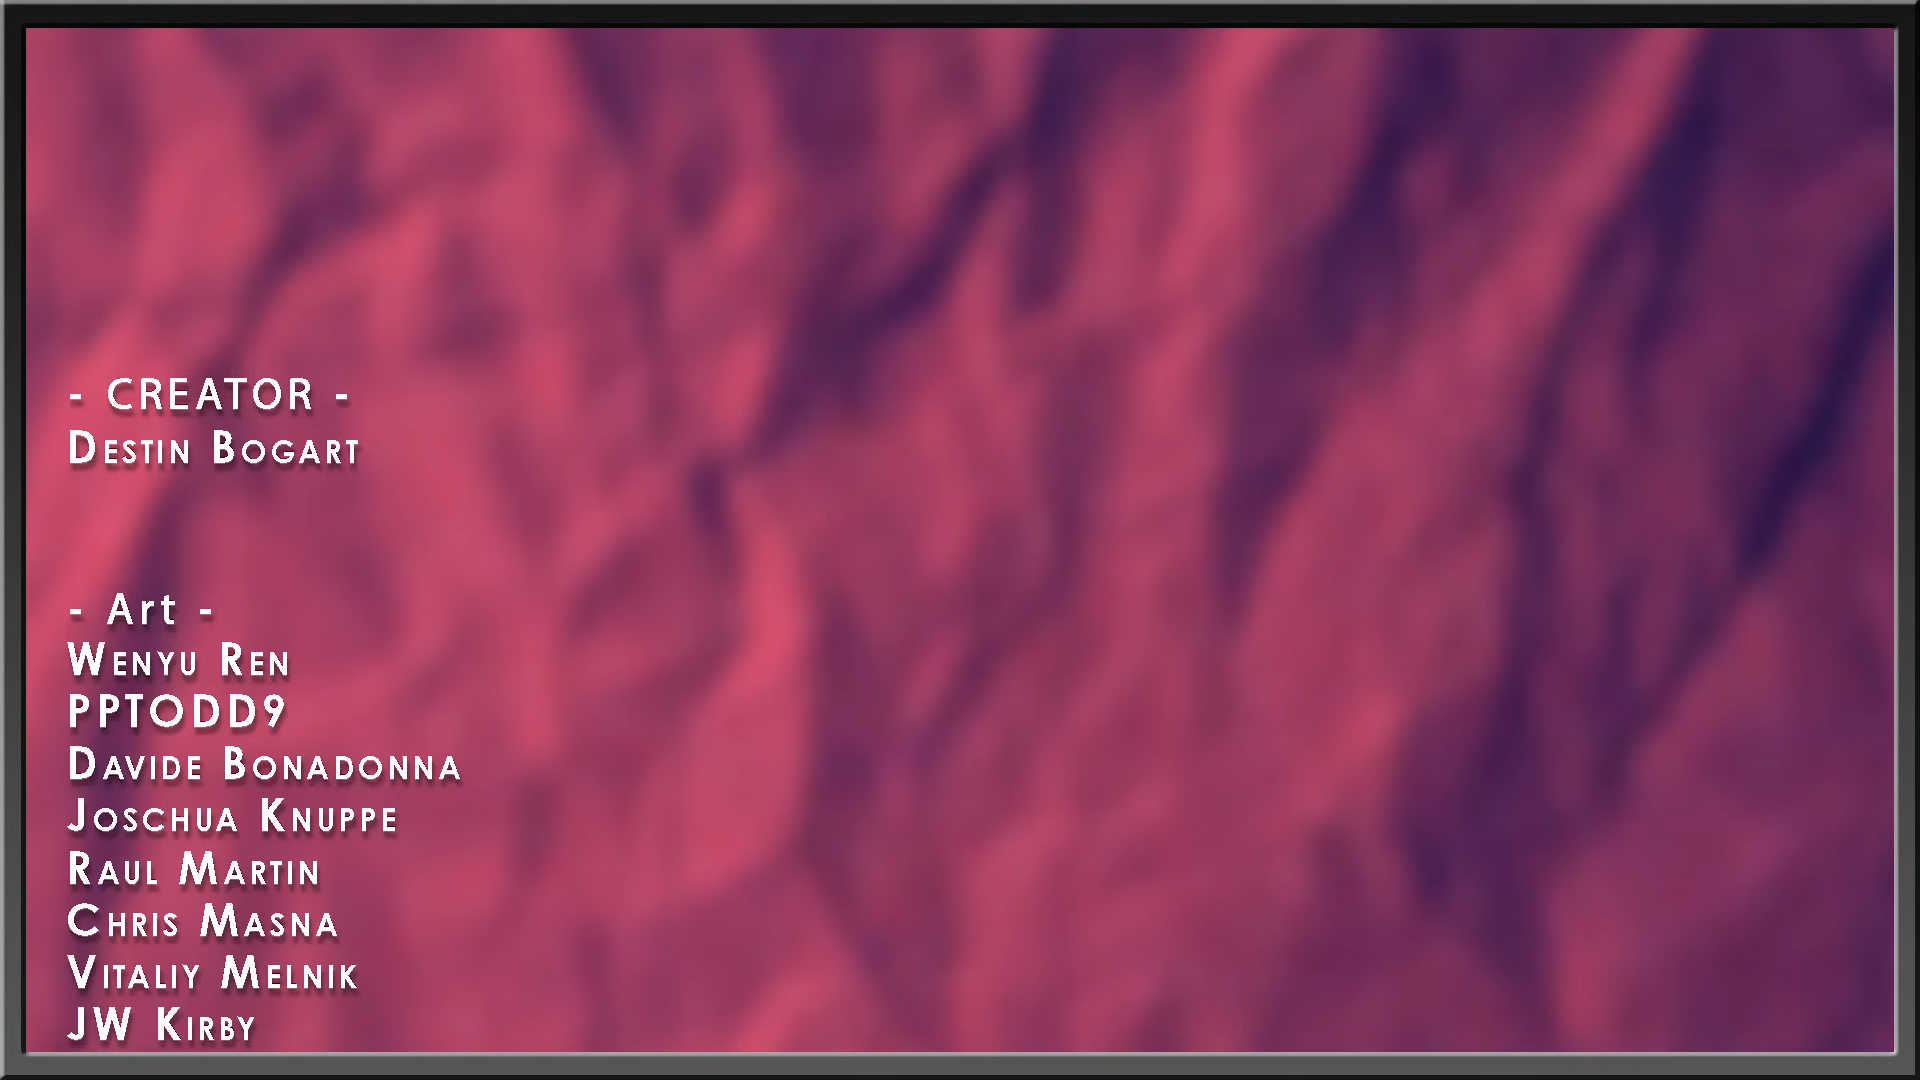 - CREATOR -
Destin Bogart
- Art -
Wenyu Ren
PPTODD9
Davide Bonadonna
Joschua Knuppe
Raul Martin
Chris Masna
Vitaliy Melnik
JW Kirby